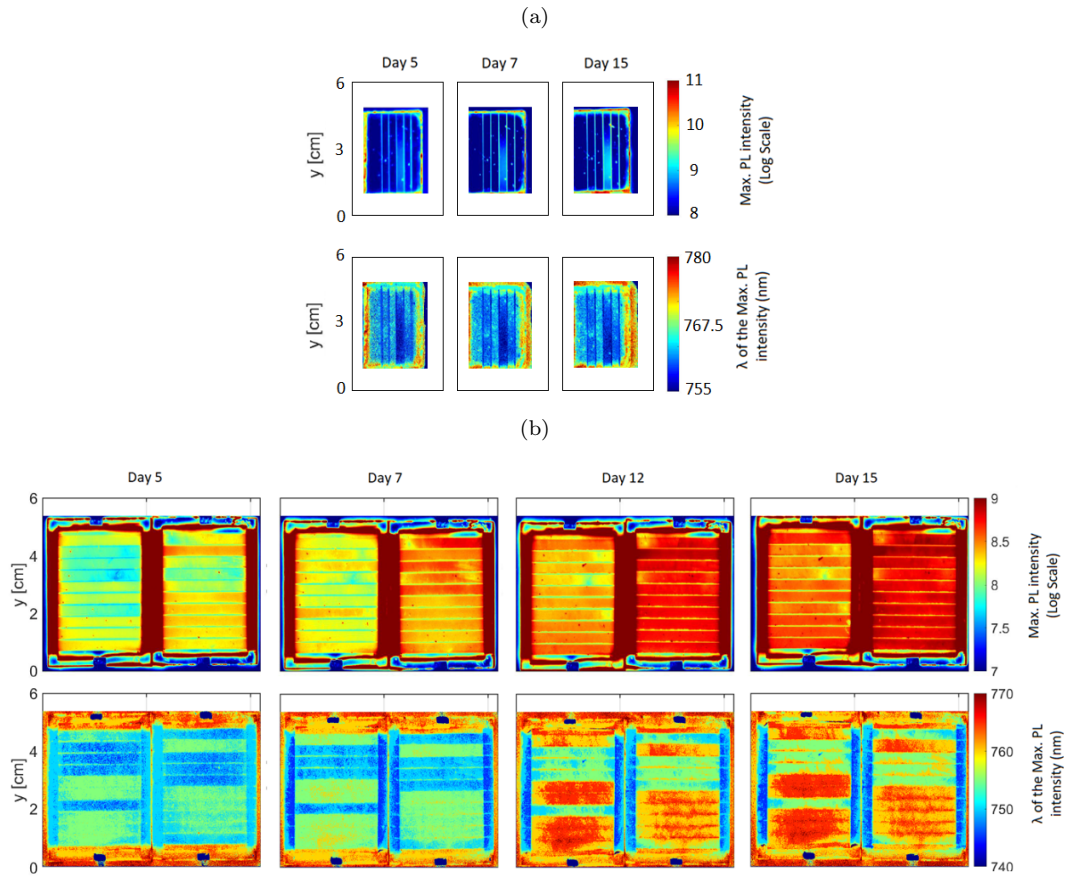 (a)
Day 5 Day 7 Day 15
6
3
0
y [cm]
11
10
9
8
Max. PL intensity
(Log Scale)
6
3
0
y [cm]
780
767.5
755
λ of the Max. PL
intensity (nm)
(b)
Day 5 Day 7 Day 12 Day 15
6
4
2
0
y [cm]
9
8.5
8
7.5
7
Max. PL intensity
(Log Scale)
6
4
2
0
y [cm]
770
760
750
740
λ of the Max. PL
intensity (nm)